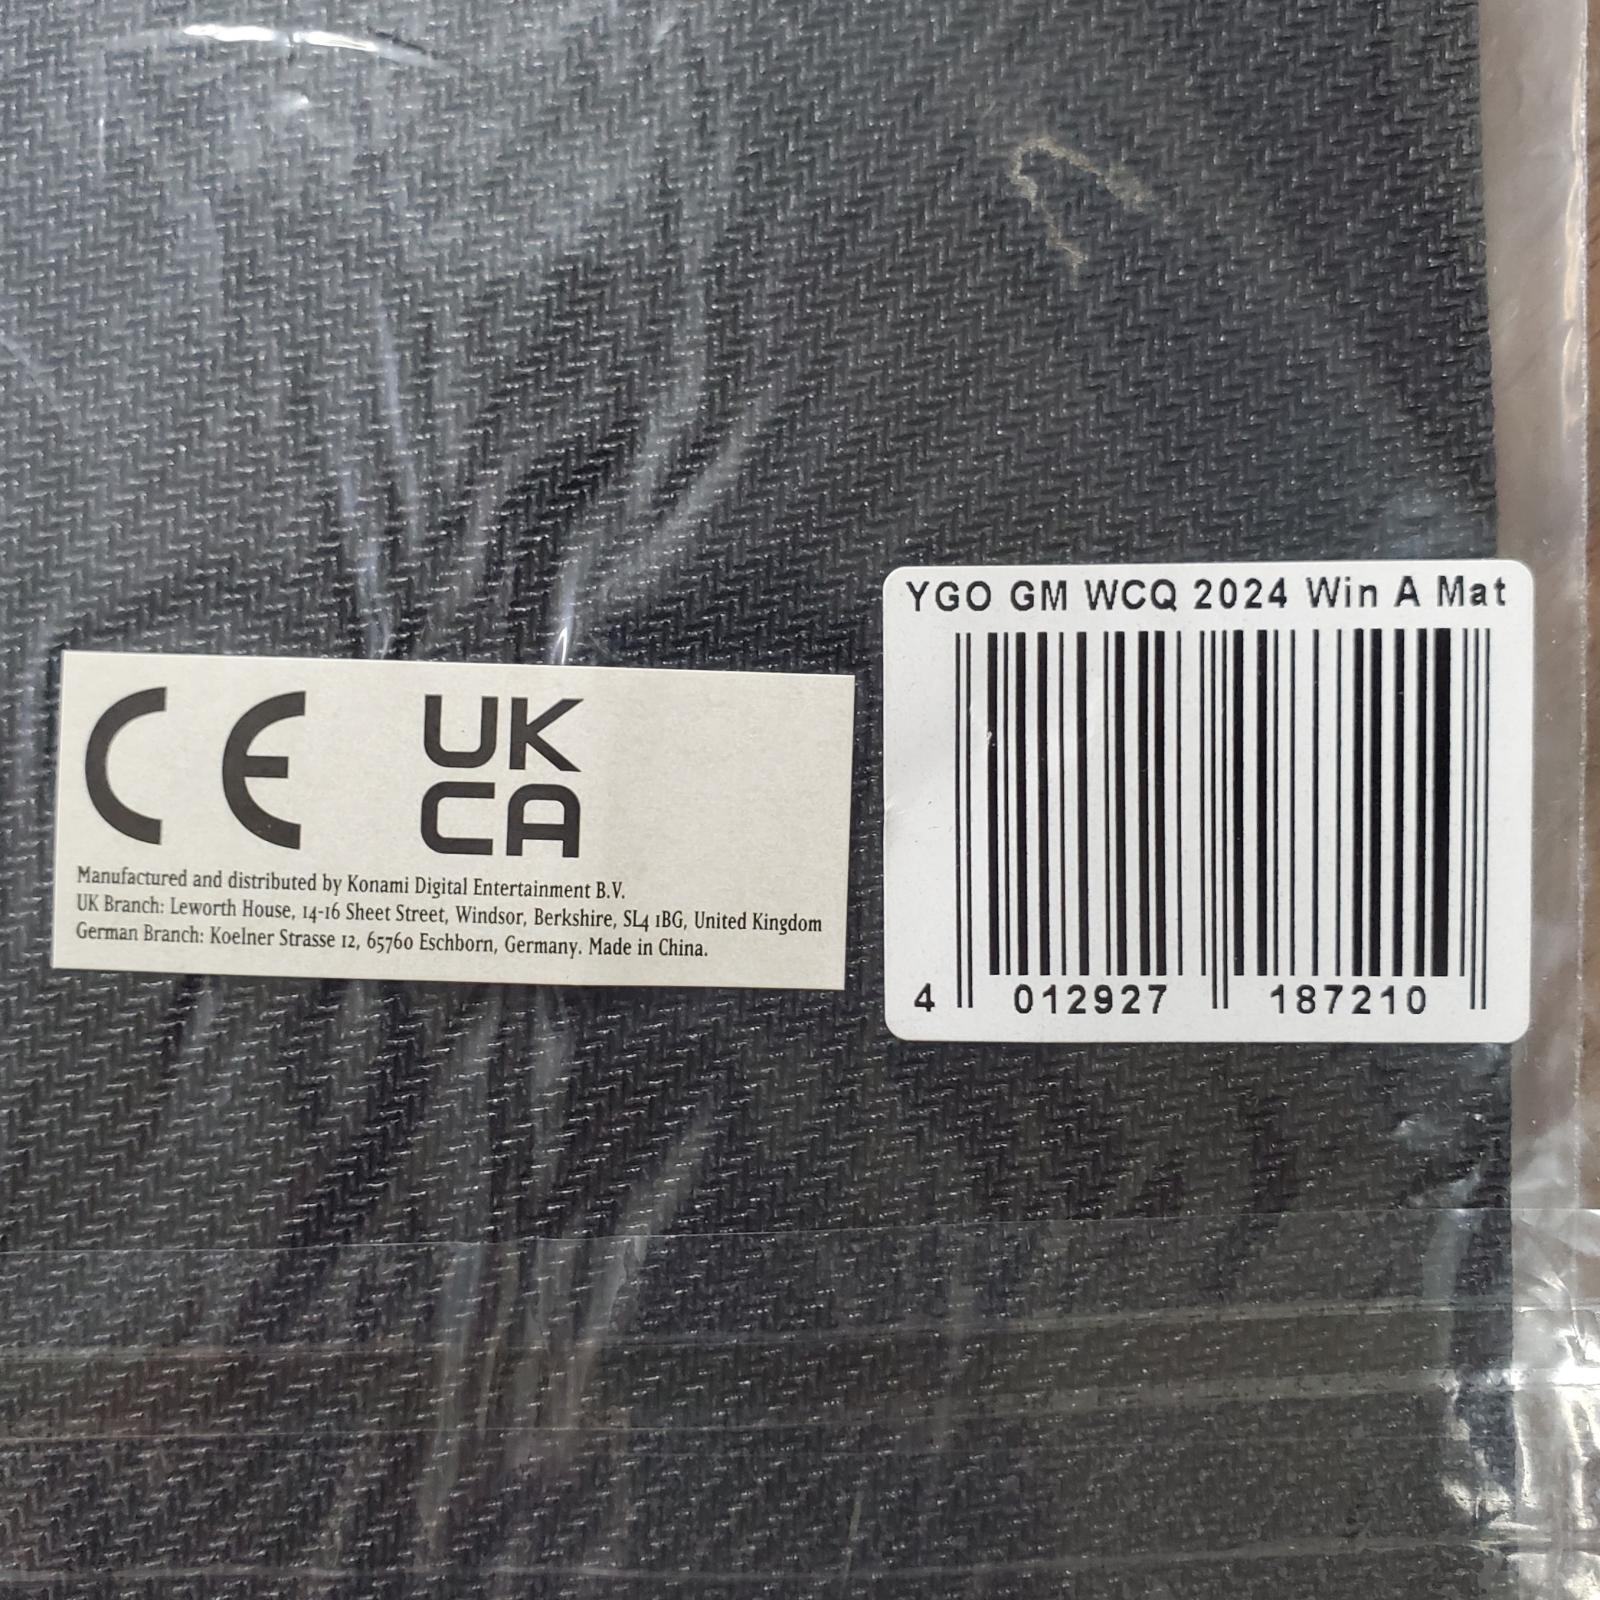 CE
UK
CA
Manufactured and distributed by Konami Digital Entertainment B.V.
UK Branch: Leworth House, 14-16 Sheet Street, Windsor, Berkshire, SL4 1BG, United Kingdom
German Branch: Koelner Strasse 12, 65760 Eschborn, Germany. Made in China.
YGO GM WCQ 2024 Win A Mat
4 012927 187210